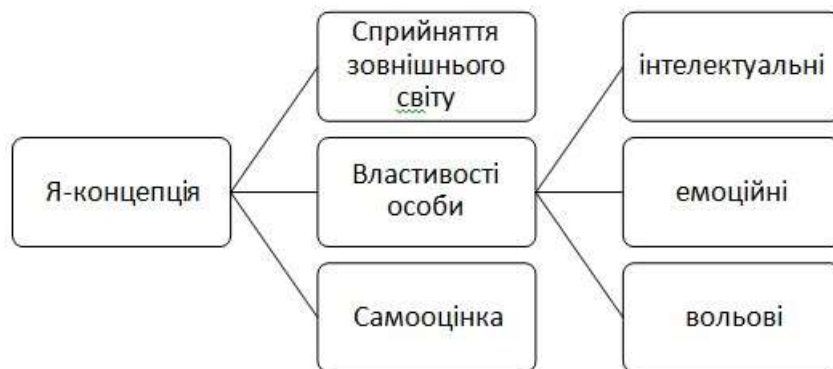 Я-концепція
Сприйняття
зовнішнього
світу
Властивості
особи
Самооцінка
інтелектуальні
емоційні
вольові